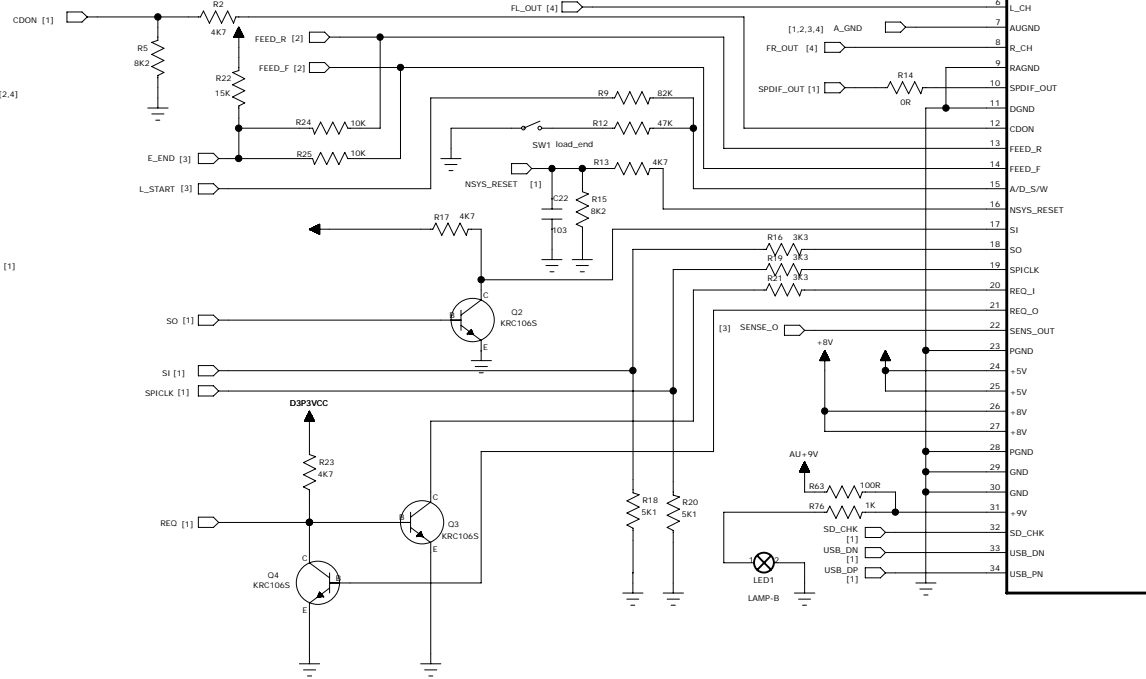 FL_OUT [4]
6
L_CH
CDON [1]
R2
4K7
[1,2,3,4] A_GND
7
AUGND
FEED_R [2]
FR_OUT [4]
8
R_CH
R5
8K2
FEED_F [2]
9
RAGND
R22
15K
R14
0R
SPDIF_OUT [1]
10
SPDIF_OUT
[2,4]
R9
82K
11
DGND
R24
10K
R12
47K
12
CDON
SW1 load_end
13
FEED_R
E_END [3]
R25
10K
R13
4K7
14
FEED_F
L_START [3]
NSYS_RESET [1]
15
A/D_S/W
C22
103
R15
8K2
16
NSYS_RESET
R17 4K7
17
SI
R16 3K3
18
SO
[1]
R19 3K3
19
SPICLK
R21 3K3
20
REQ_I
C
Q2
KRC106S
B
E
21
REQ_O
SO [1]
[3] SENSE_O
22
SENS_OUT
+8V
23
PGND
SI [1]
24
+5V
SPICLK [1]
25
+5V
D3P3VCC
26
+8V
27
+8V
AU+9V
28
PGND
R23
4K7
29
GND
R63
100R
30
GND
R18
5K1
R20
5K1
R76
1K
31
+9V
REQ [1]
C
B
Q3
KRC106S
E
SD_CHK
[1]
32
SD_CHK
USB_DN
[1]
33
USB_DN
C
Q4
KRC106S
B
E
1
2
LED1
LAMP-B
USB_DP
[1]
34
USB_PN